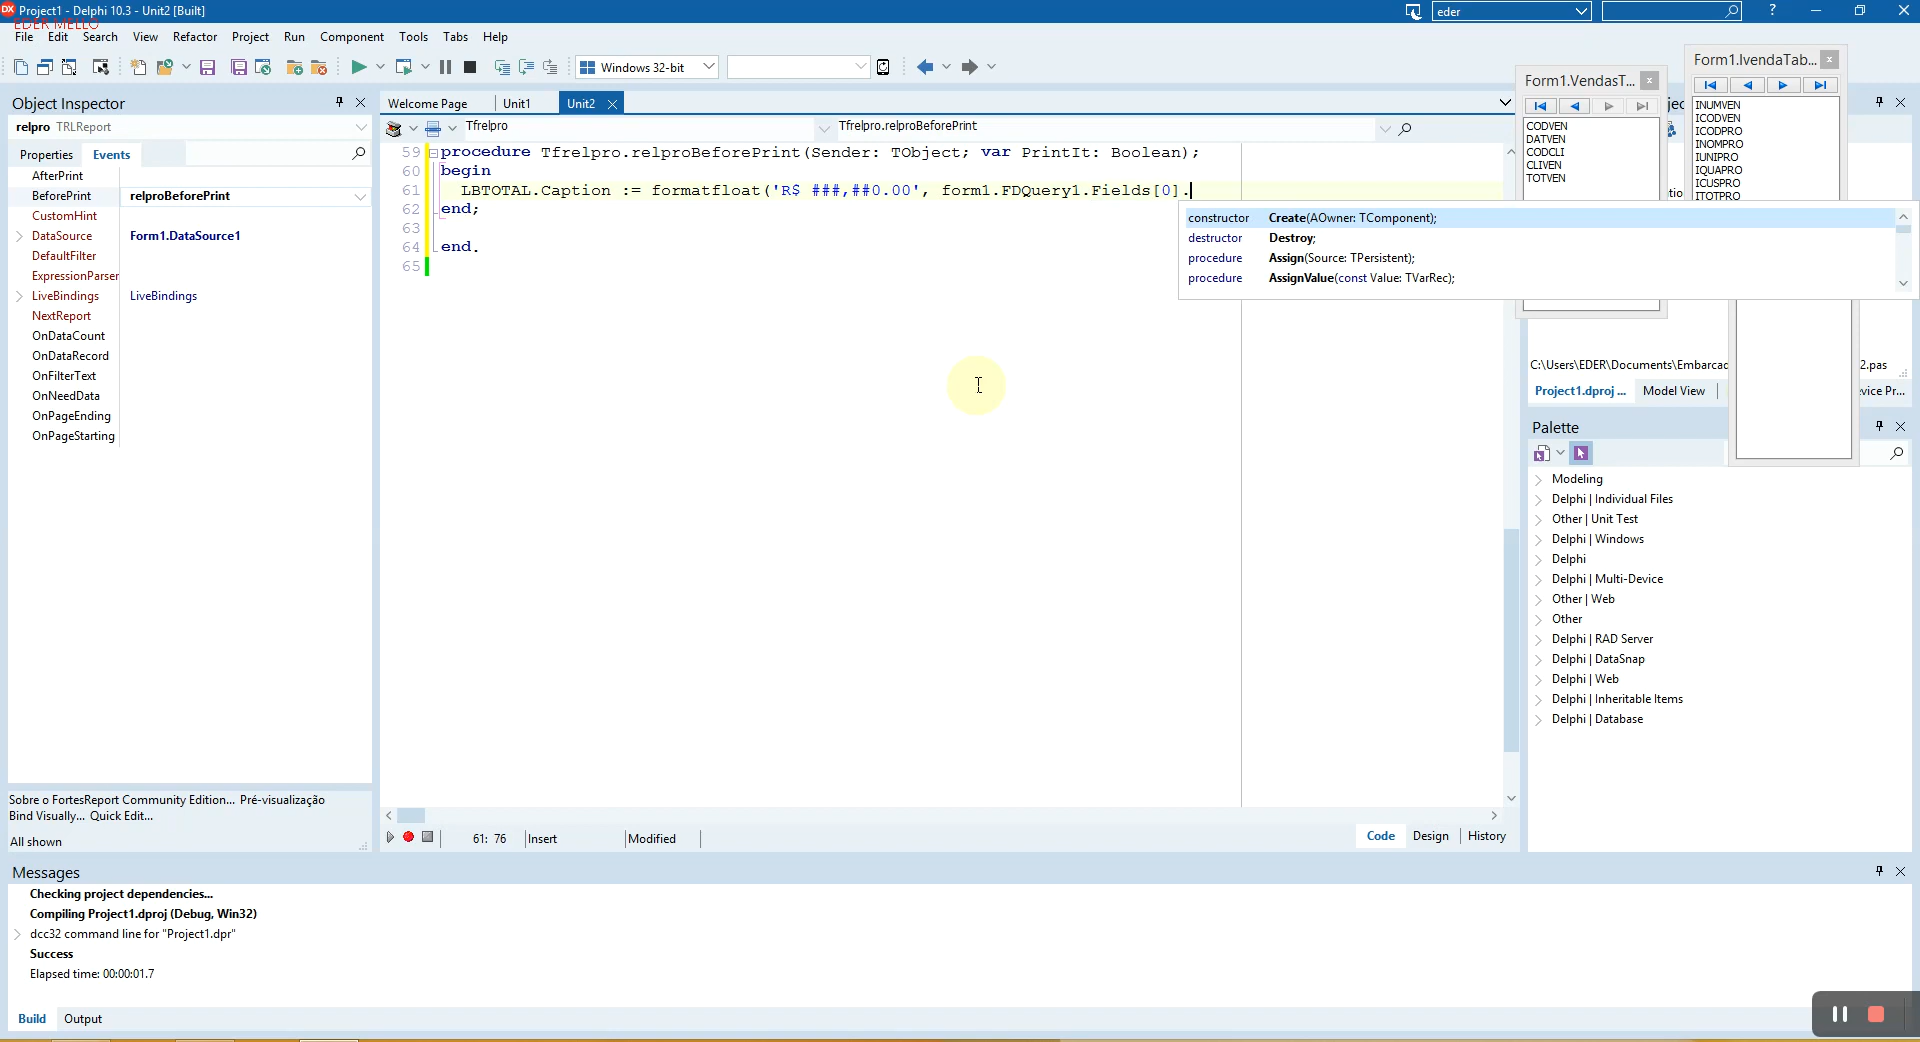 Project1 - Delphi 10.3 - Unit2 [Built]
eder
?
EDER MELLO
File Edit Search View Refactor Project Run Component Tools Tabs Help
Windows 32-bit
Form1.VendasT...
Form1.IvendaTab...
Object Inspector
relpro TRLReport
Properties Events
AfterPrint
BeforePrint relproBeforePrint
CustomHint
DataSource Form1.DataSource1
DefaultFilter
ExpressionParser
LiveBindings LiveBindings
NextReport
OnDataCount
OnDataRecord
OnFilterText
OnNeedData
OnPageEnding
OnPageStarting
Sobre o FortesReport Community Edition... Pré-visualização
Bind Visually... Quick Edit...
All shown
Welcome Page Unit1 Unit2
Tfrelpro Tfrelpro.relproBeforePrint
59 procedure Tfrelpro.relproBeforePrint(Sender: TObject; var PrintIt: Boolean);
60 begin
61 LBTOTAL.Caption := formatfloat('R$ ###,##0.00', form1.FDQuery1.Fields[0].
62 end;
63
64 end.
65
constructor Create(AOwner: TComponent);
destructor Destroy;
procedure Assign(Source: TPersistent);
procedure AssignValue(const Value: TVarRec);
61: 76 Insert Modified
Code Design History
CODVEN
DATVEN
CODCLI
CLIVEN
TOTVEN
INUMVEN
ICODVEN
ICODPRO
INOMPRO
IUNIPRO
IQUAPRO
ICUSPRO
ITOTPRO
C:\Users\EDER\Documents\Embarcad
2.pas
Project1.dproj ... Model View
vice Pr...
Palette
Modeling
Delphi | Individual Files
Other | Unit Test
Delphi | Windows
Delphi
Delphi | Multi-Device
Other | Web
Other
Delphi | RAD Server
Delphi | DataSnap
Delphi | Web
Delphi | Inheritable Items
Delphi | Database
Messages
Checking project dependencies...
Compiling Project1.dproj (Debug, Win32)
dcc32 command line for "Project1.dpr"
Success
Elapsed time: 00:00:01.7
Build Output